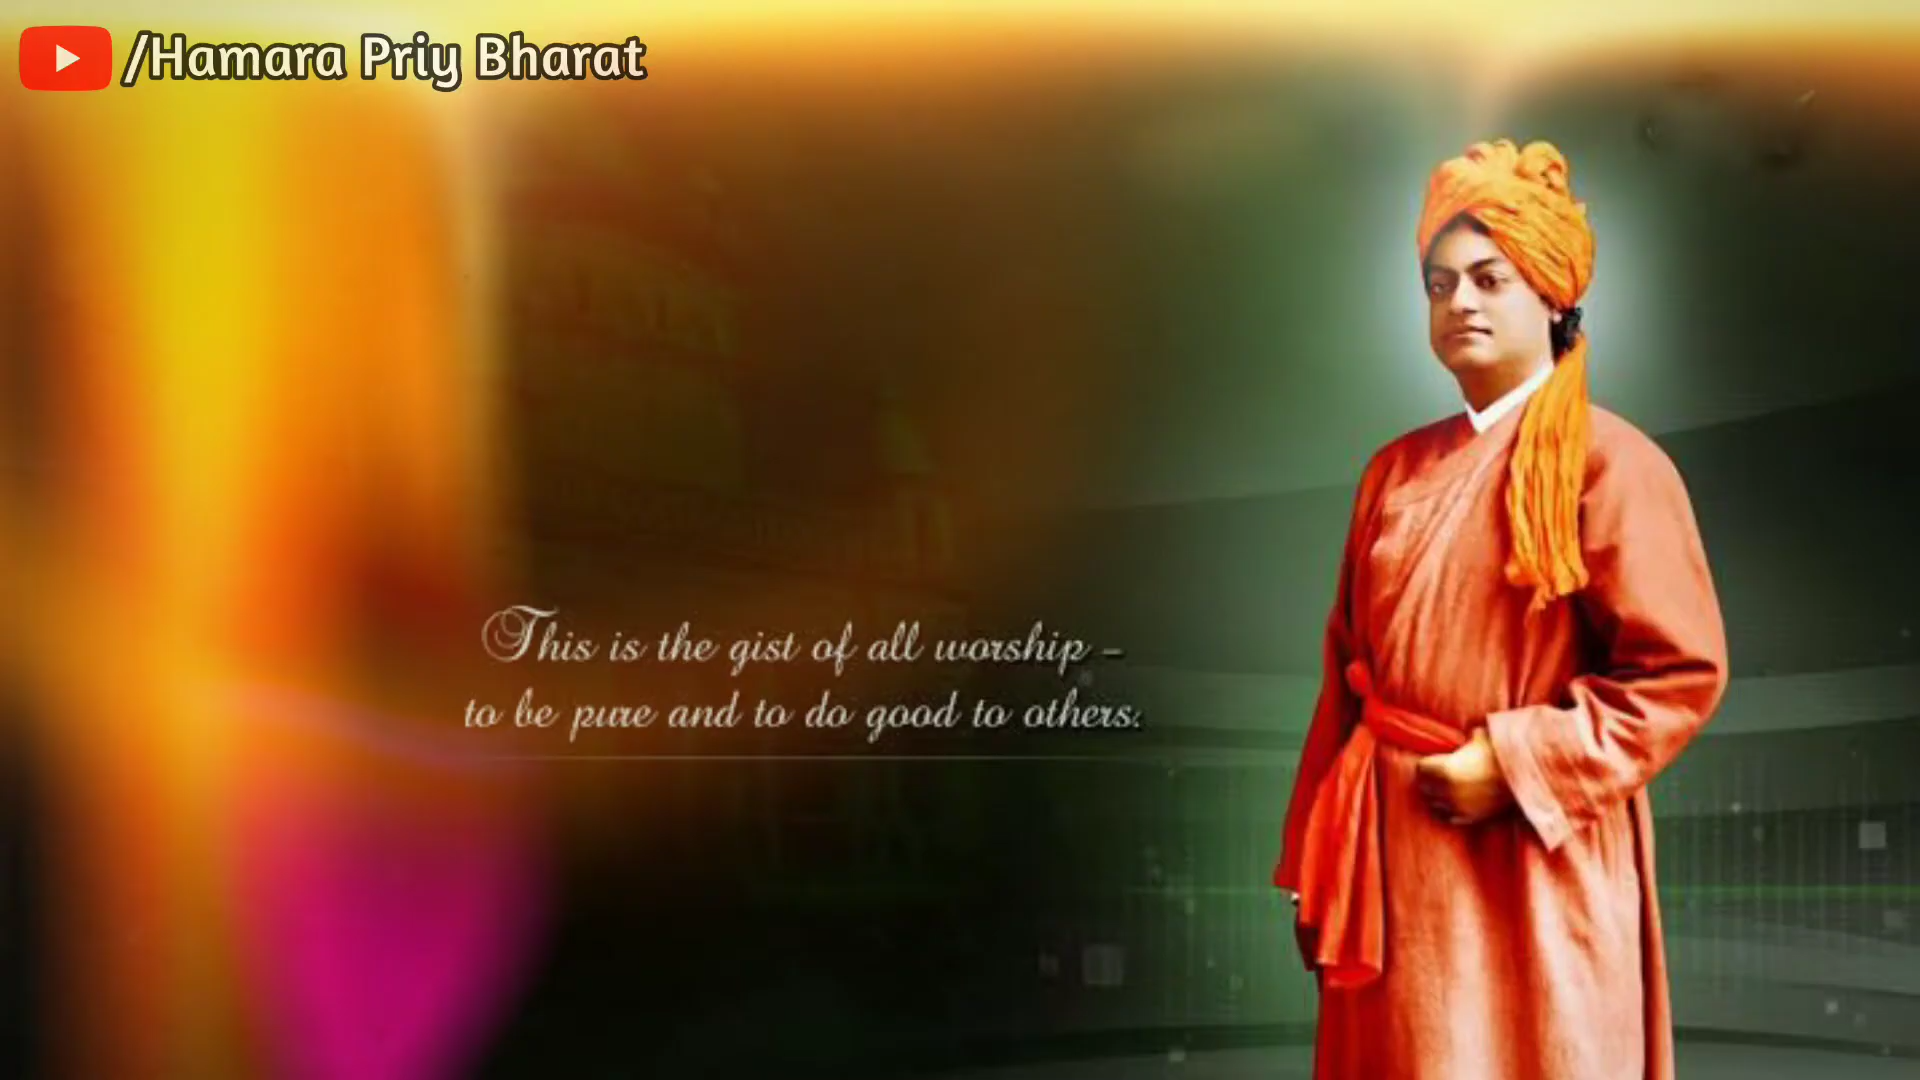 /Hamara Priy Bharat
This is the gist of all worship –
to be pure and to do good to others.